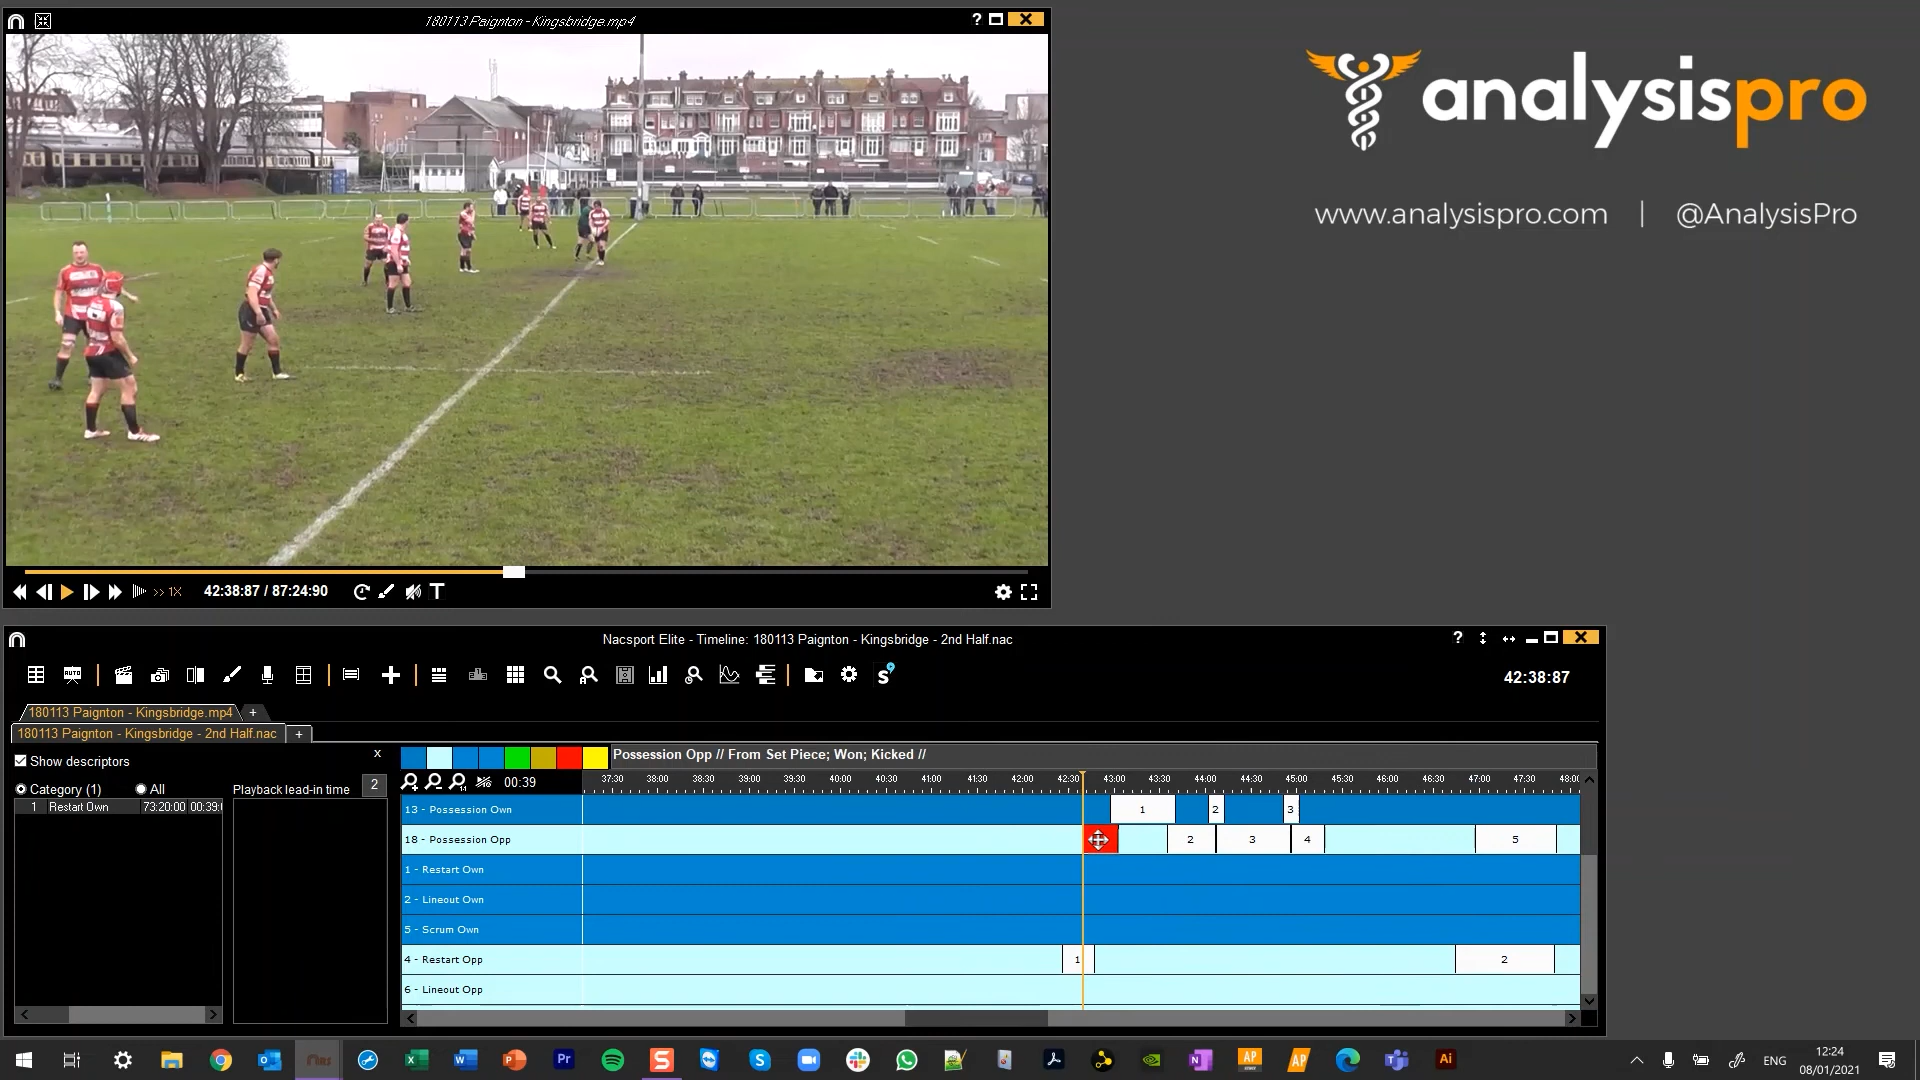 180113 Paignton - Kingsbridge.mp4
?
analysispro
www.analysispro.com | @AnalysisPro
>> 1X
42:38:87 / 87:24:90
T
Nacsport Elite - Timeline: 180113 Paignton - Kingsbridge - 2nd Half.nac
?
AUTO
42:38:87
180113 Paignton - Kingsbridge.mp4 +
180113 Paignton - Kingsbridge - 2nd Half.nac +
x
Show descriptors
Category (1) All
Playback lead-in time 2
1 Restart Own 73:20:00 00:39:
Possession Opp // From Set Piece; Won; Kicked //
00:39
37:30 38:00 38:30 39:00 39:30 40:00 40:30 41:00 41:30 42:00 42:30 43:00 43:30 44:00 44:30 45:00 45:30 46:00 46:30 47:00 47:30 48:00
13 - Possession Own 1 2 3
18 - Possession Opp 2 3 4 5
1 - Restart Own
2 - Lineout Own
5 - Scrum Own
4 - Restart Opp 1 2
6 - Lineout Opp
ENG
12:24
08/01/2021